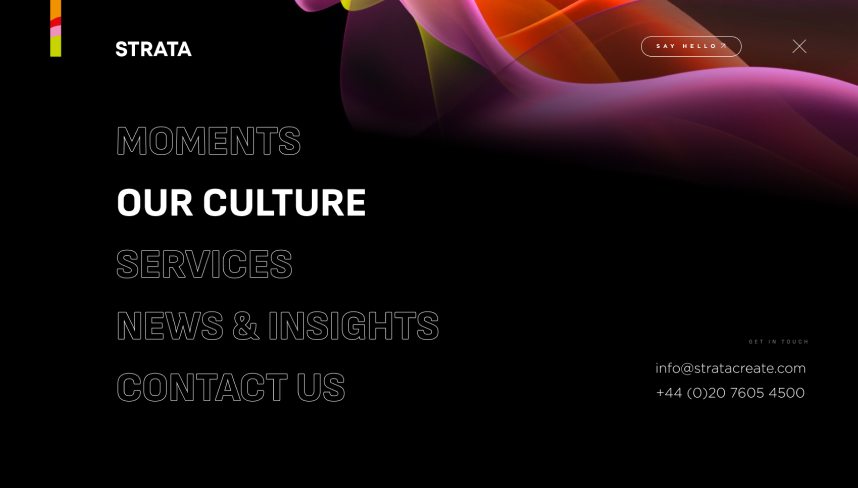 STRATA
SAY HELLO
MOMENTS
OUR CULTURE
SERVICES
NEWS & INSIGHTS
CONTACT US
GET IN TOUCH
info@stratacreate.com
+44 (0)20 7605 4500